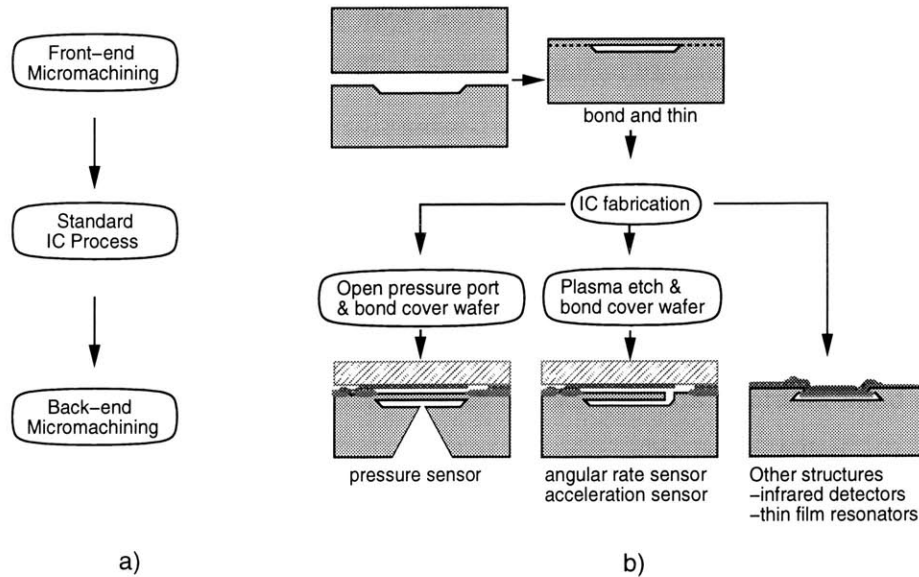 Front–end
Micromachining
Standard
IC Process
Back–end
Micromachining
a)
bond and thin
IC fabrication
Open pressure port
& bond cover wafer
Plasma etch &
bond cover wafer
pressure sensor
angular rate sensor
acceleration sensor
Other structures
–infrared detectors
–thin film resonators
b)